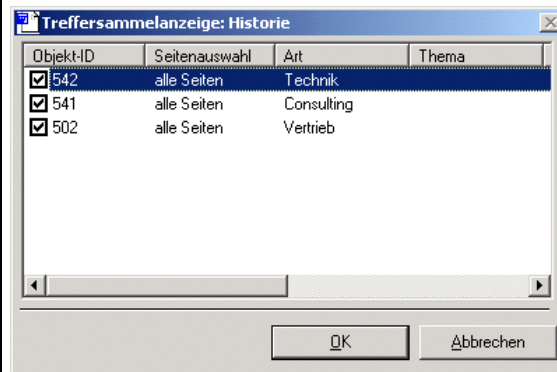 Treffersammelanzeige: Historie
Objekt-ID Seitenauswahl Art Thema
542 alle Seiten Technik
541 alle Seiten Consulting
502 alle Seiten Vertrieb
OK Abbrechen